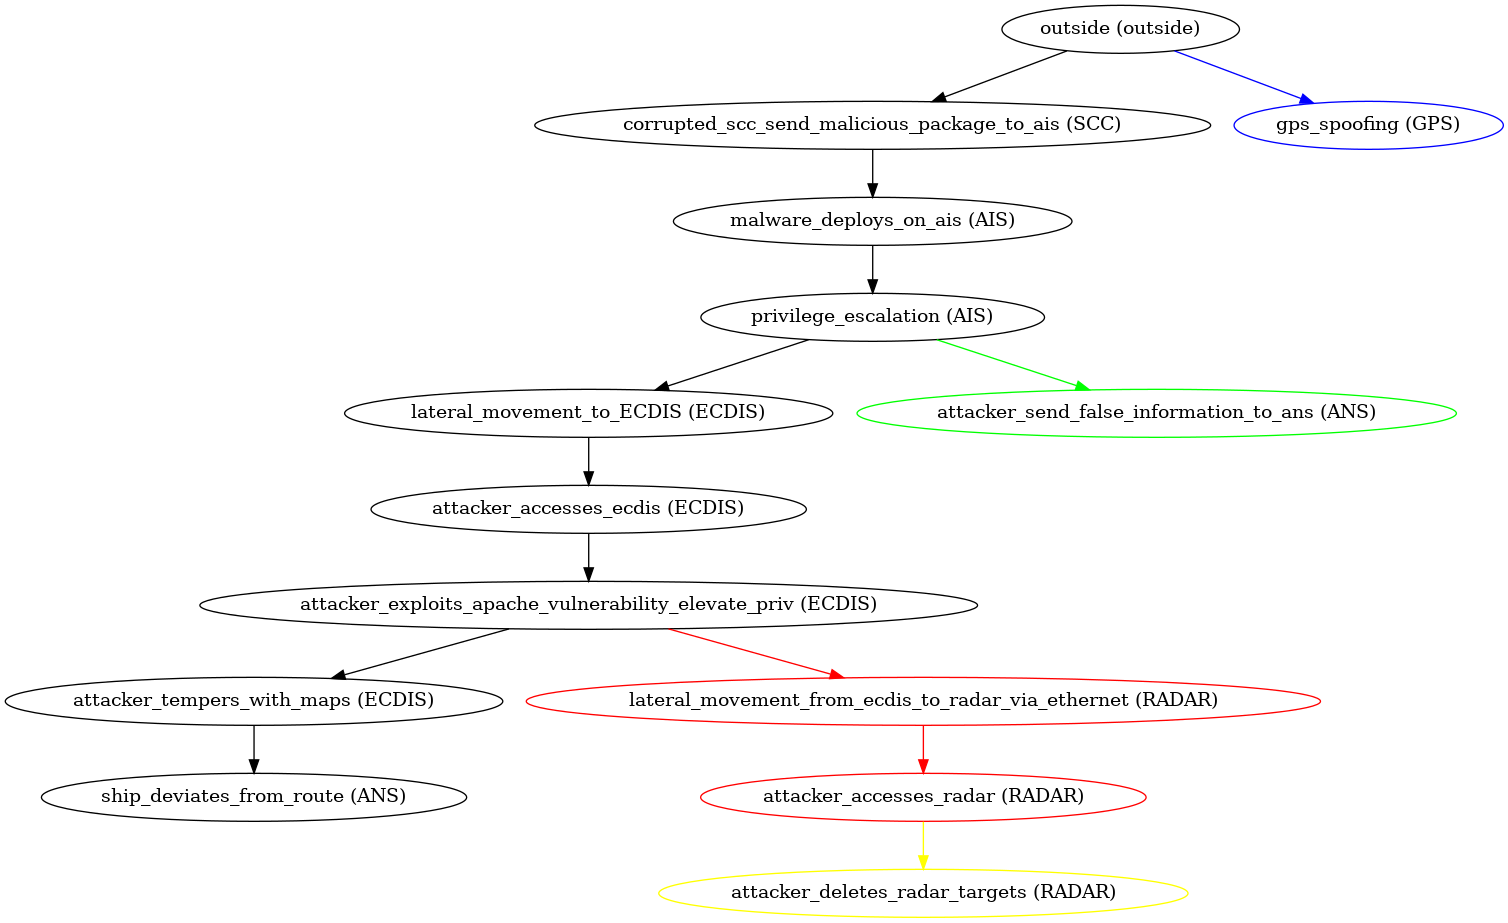 outside (outside)
corrupted_scc_send_malicious_package_to_ais (SCC)
gps_spoofing (GPS)
malware_deploys_on_ais (AIS)
privilege_escalation (AIS)
lateral_movement_to_ECDIS (ECDIS)
attacker_send_false_information_to_ans (ANS)
attacker_accesses_ecdis (ECDIS)
attacker_exploits_apache_vulnerability_elevate_priv (ECDIS)
attacker_tempers_with_maps (ECDIS)
lateral_movement_from_ecdis_to_radar_via_ethernet (RADAR)
ship_deviates_from_route (ANS)
attacker_accesses_radar (RADAR)
attacker_deletes_radar_targets (RADAR)